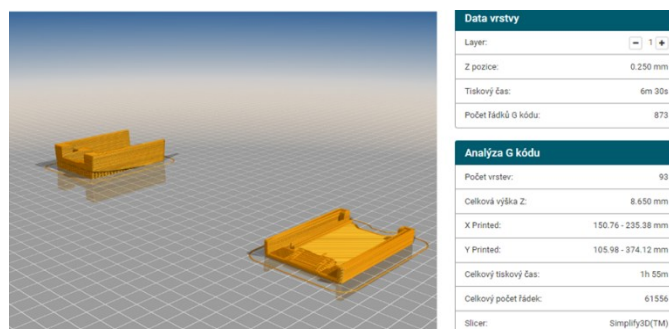 Data vrstvy
Layer: − 1 +
Z pozice: 0.250 mm
Tiskový čas: 6m 30s
Počet řádků G kódu: 873
Analýza G kódu
Počet vrstev: 93
Celková výška Z: 8.650 mm
X Printed: 150.76 - 235.38 mm
Y Printed: 105.98 - 374.12 mm
Celkový tiskový čas: 1h 55m
Celkový počet řádek: 61556
Slicer: Simplify3D(TM)